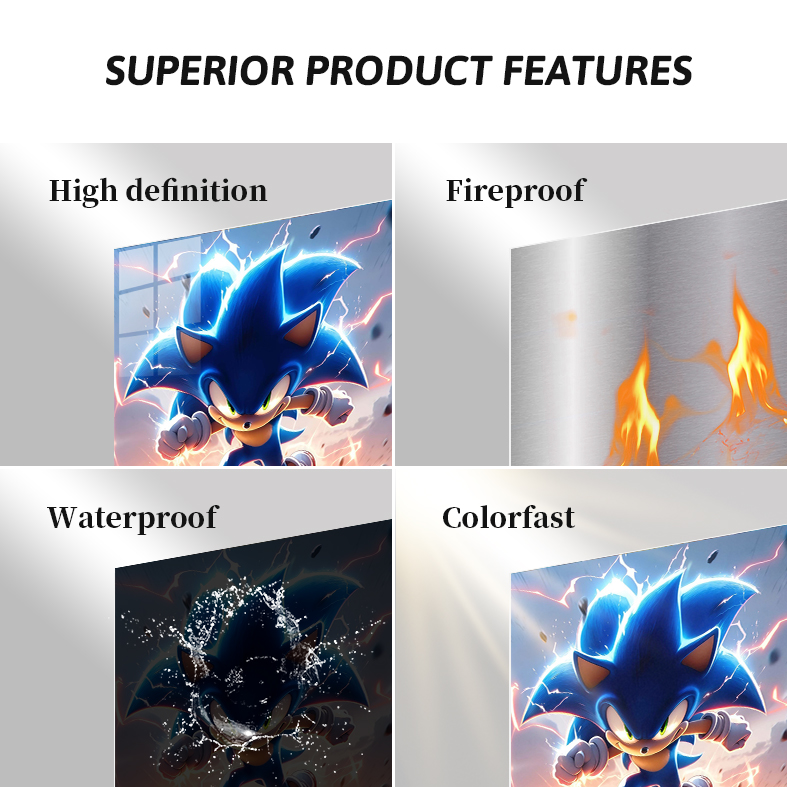 SUPERIOR PRODUCT FEATURES
High definition
Fireproof
Waterproof
Colorfast